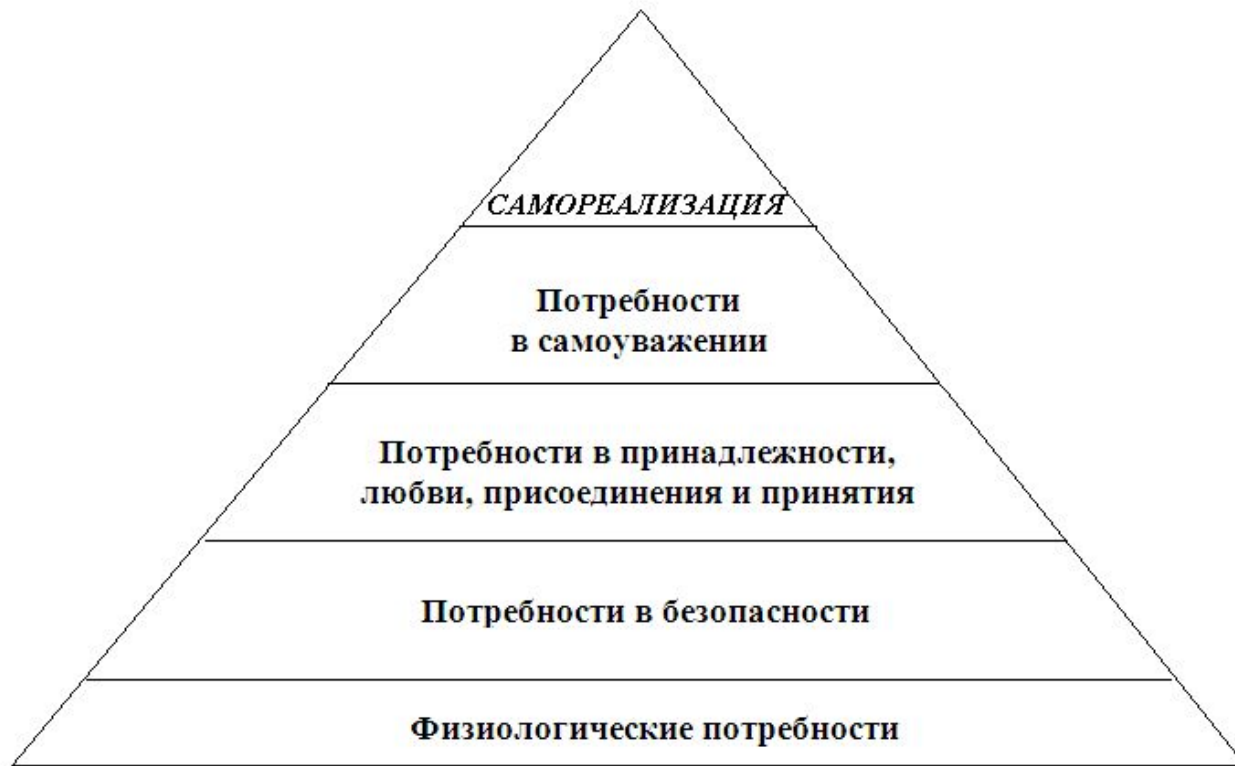 САМОРЕАЛИЗАЦИЯ
Потребности
в самоуважении
Потребности в принадлежности,
любви, присоединения и принятия
Потребности в безопасности
Физиологические потребности